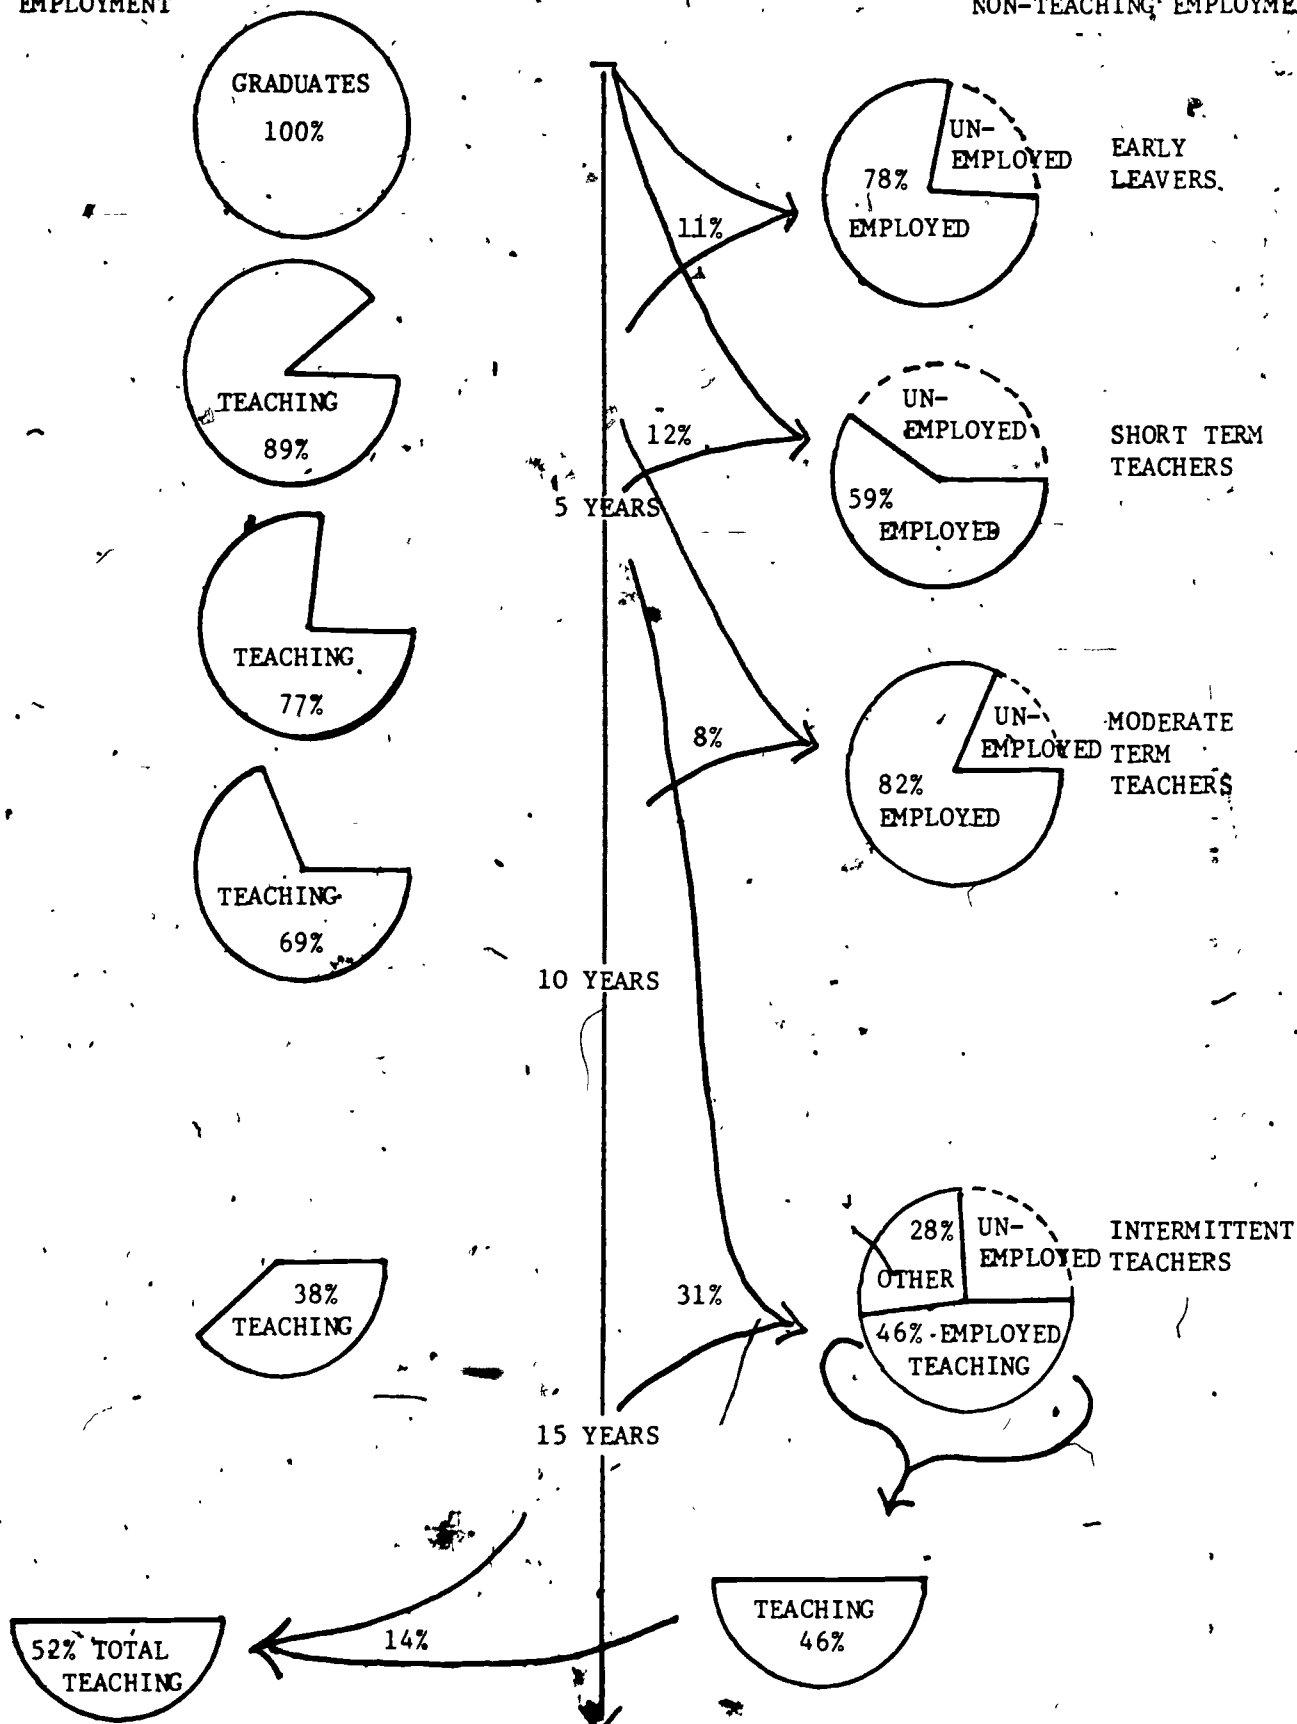 EMPLOYMENT
NON-TEACHING EMPLOYME
GRADUATES
100%
UN-
EMPLOYED
78%
EMPLOYED
EARLY
LEAVERS
11%
TEACHING
89%
12%
UN-
EMPLOYED
59%
EMPLOYED
SHORT TERM
TEACHERS
5 YEARS
TEACHING
77%
8%
UN-
EMPLOYED
82%
EMPLOYED
MODERATE
TERM
TEACHERS
TEACHING
69%
10 YEARS
38%
TEACHING
31%
28%
OTHER
UN-
EMPLOYED
46% EMPLOYED
TEACHING
INTERMITTENT
TEACHERS
15 YEARS
TEACHING
46%
14%
52% TOTAL
TEACHING